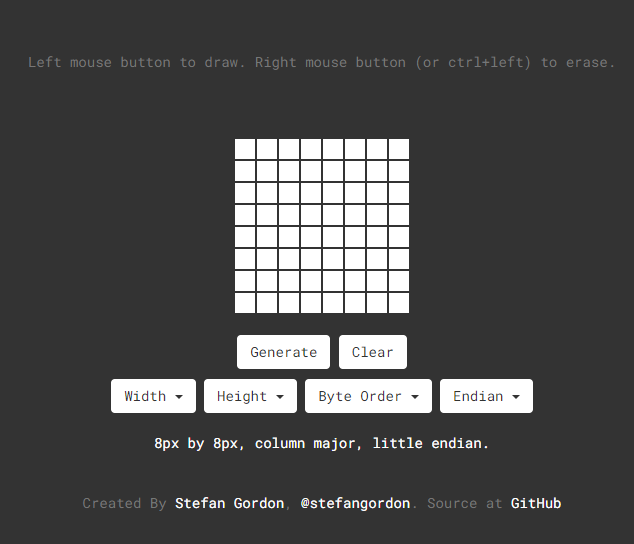 Left mouse button to draw. Right mouse button (or ctrl+left) to erase.
Generate Clear
Width Height Byte Order Endian
8px by 8px, column major, little endian.
Created By Stefan Gordon, @stefangordon. Source at GitHub